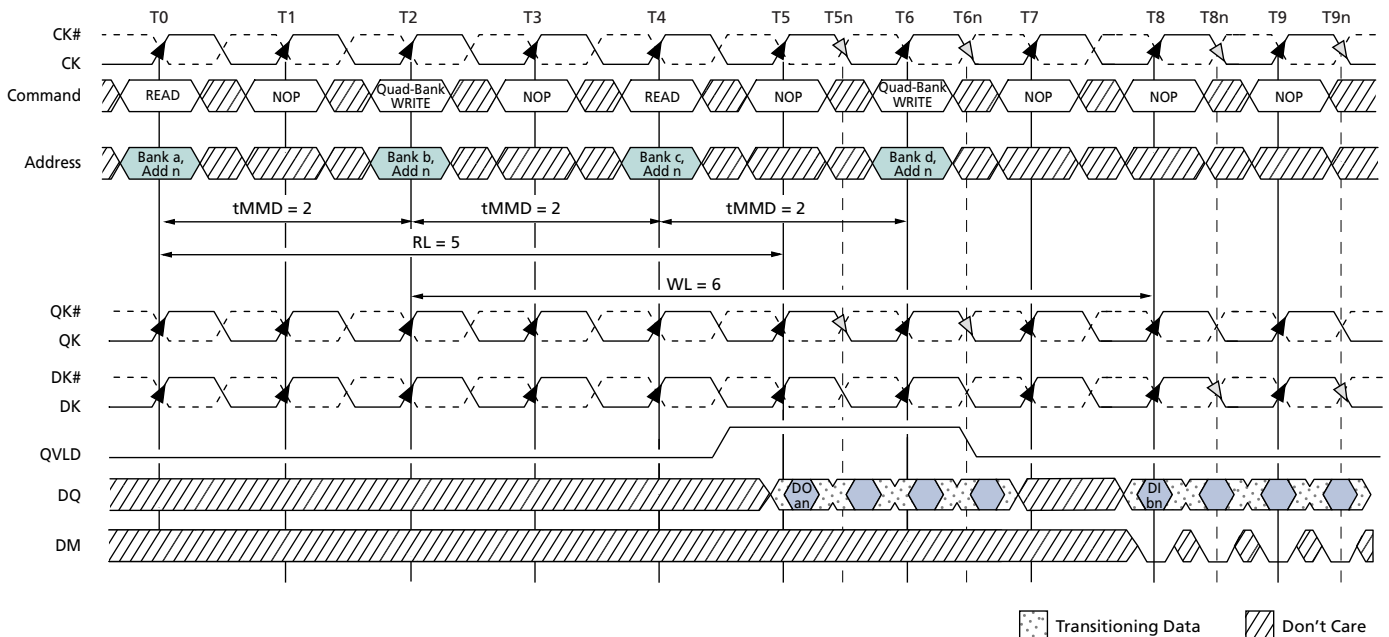 T0 T1 T2 T3 T4 T5 T5n T6 T6n T7 T8 T8n T9 T9n
CK#
CK
Command READ NOP Quad-Bank WRITE NOP READ NOP Quad-Bank WRITE NOP NOP NOP
Address Bank a, Add n Bank b, Add n Bank c, Add n Bank d, Add n
tMMD = 2 tMMD = 2 tMMD = 2
RL = 5
WL = 6
QK#
QK
DK#
DK
QVLD
DQ DO an DI bn
DM
Transitioning Data Don't Care